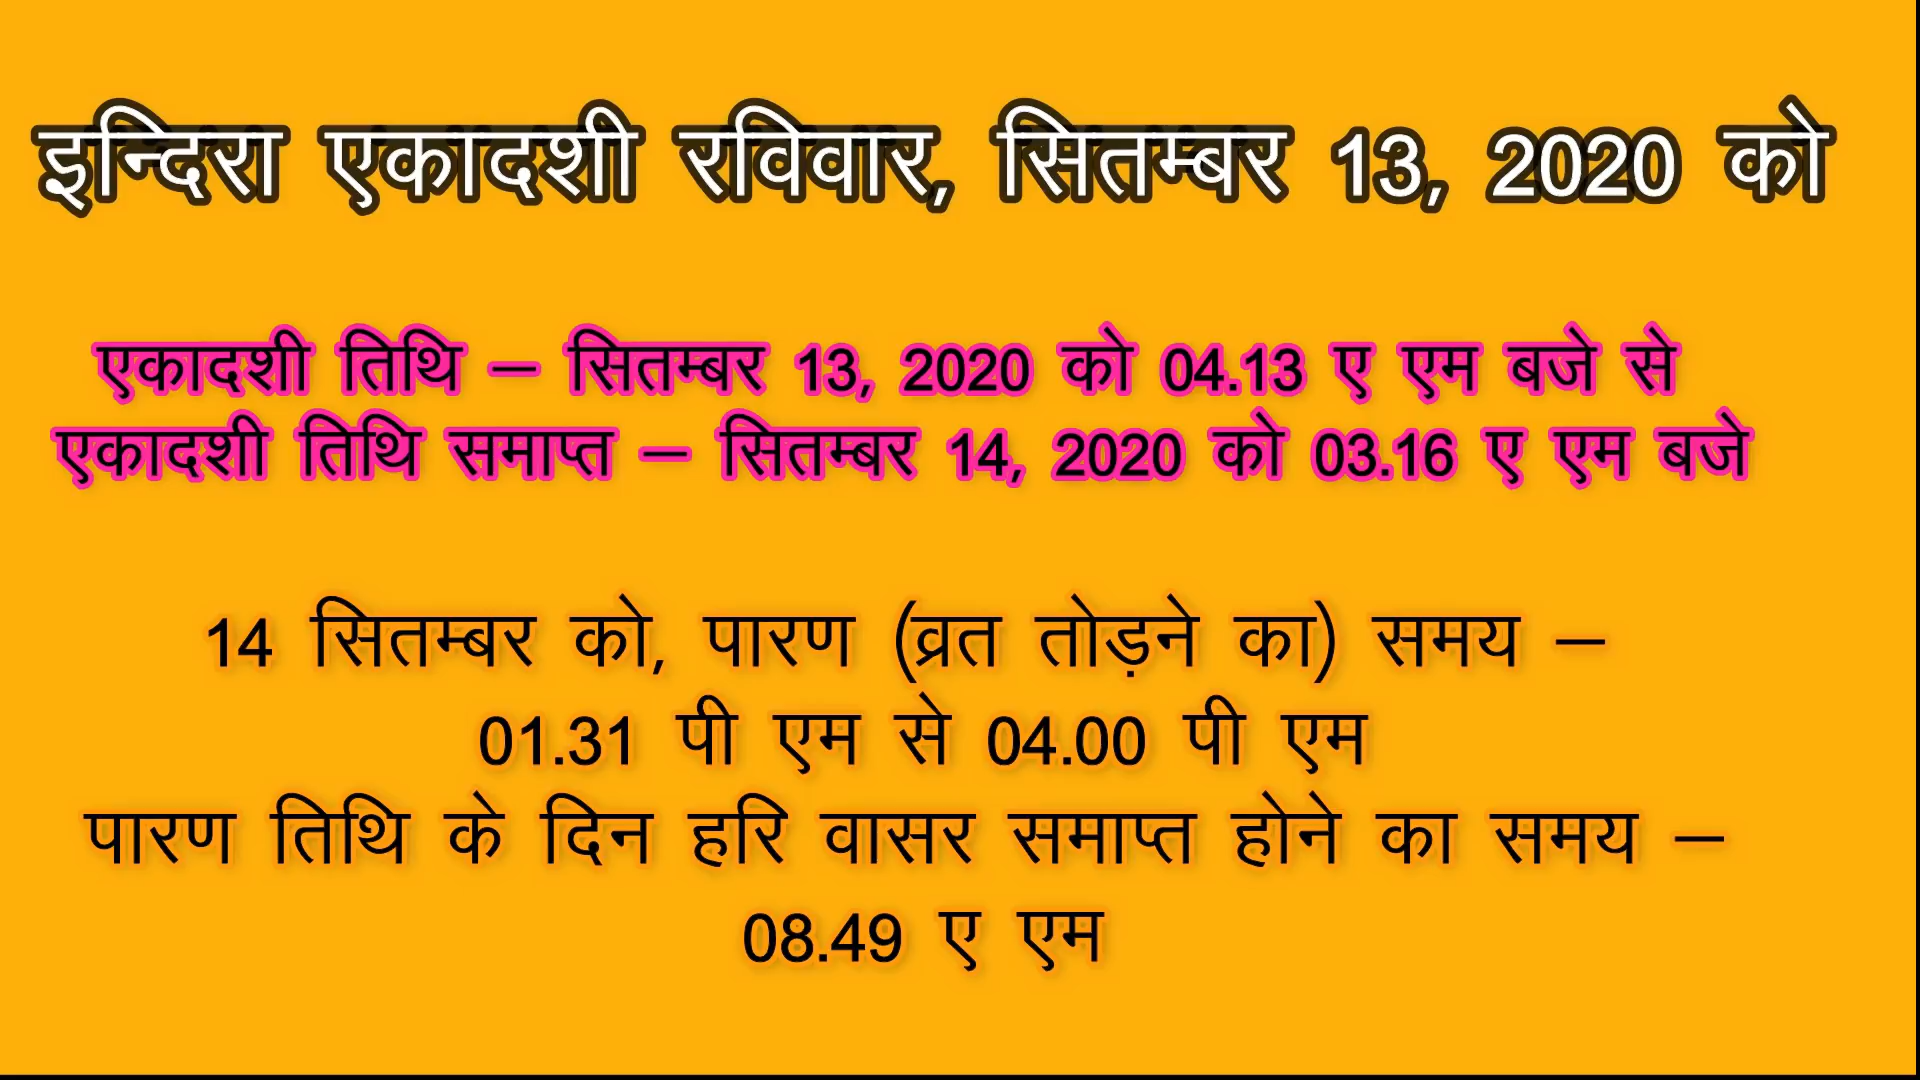 इन्दिरा एकादशी रविवार, सितम्बर 13, 2020 को
एकादशी तिथि – सितम्बर 13, 2020 को 04.13 ए एम बजे से
एकादशी तिथि समाप्त – सितम्बर 14, 2020 को 03.16 ए एम बजे
14 सितम्बर को, पारण (व्रत तोड़ने का) समय –
01.31 पी एम से 04.00 पी एम
पारण तिथि के दिन हरि वासर समाप्त होने का समय –
08.49 ए एम